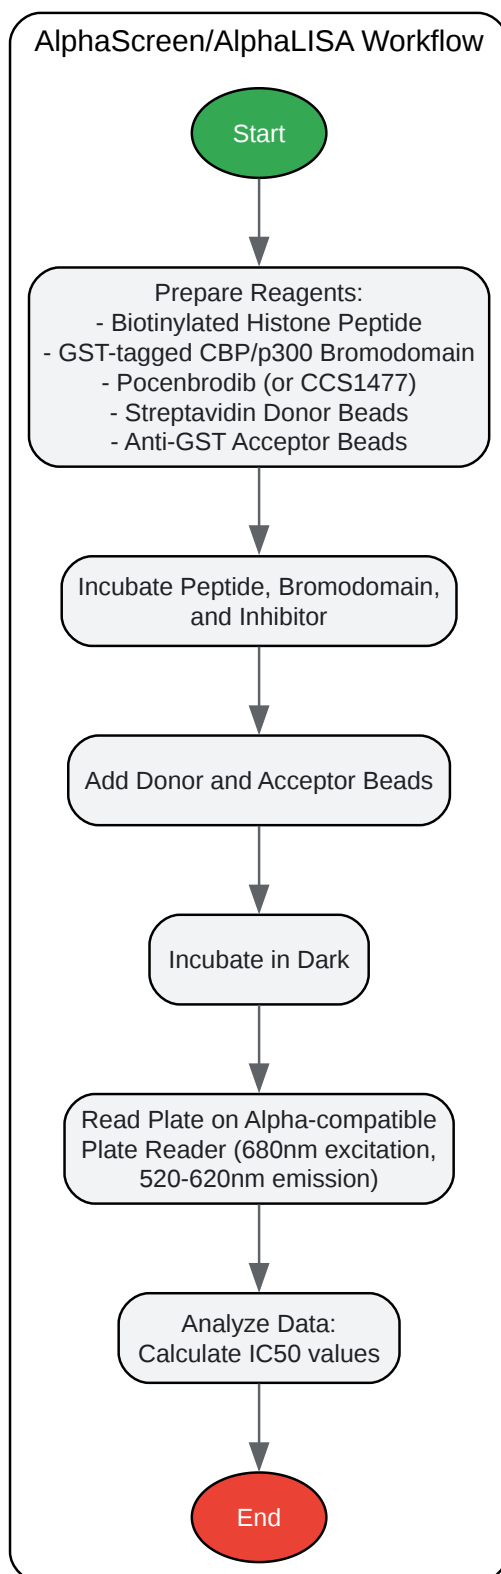 AlphaScreen/AlphaLISA Workflow
Start
Prepare Reagents:
- Biotinylated Histone Peptide
- GST-tagged CBP/p300 Bromodomain
- Pocenbrodib (or CCS1477)
- Streptavidin Donor Beads
- Anti-GST Acceptor Beads
Incubate Peptide, Bromodomain,
and Inhibitor
Add Donor and Acceptor Beads
Incubate in Dark
Read Plate on Alpha-compatible
Plate Reader (680nm excitation,
520-620nm emission)
Analyze Data:
Calculate IC50 values
End